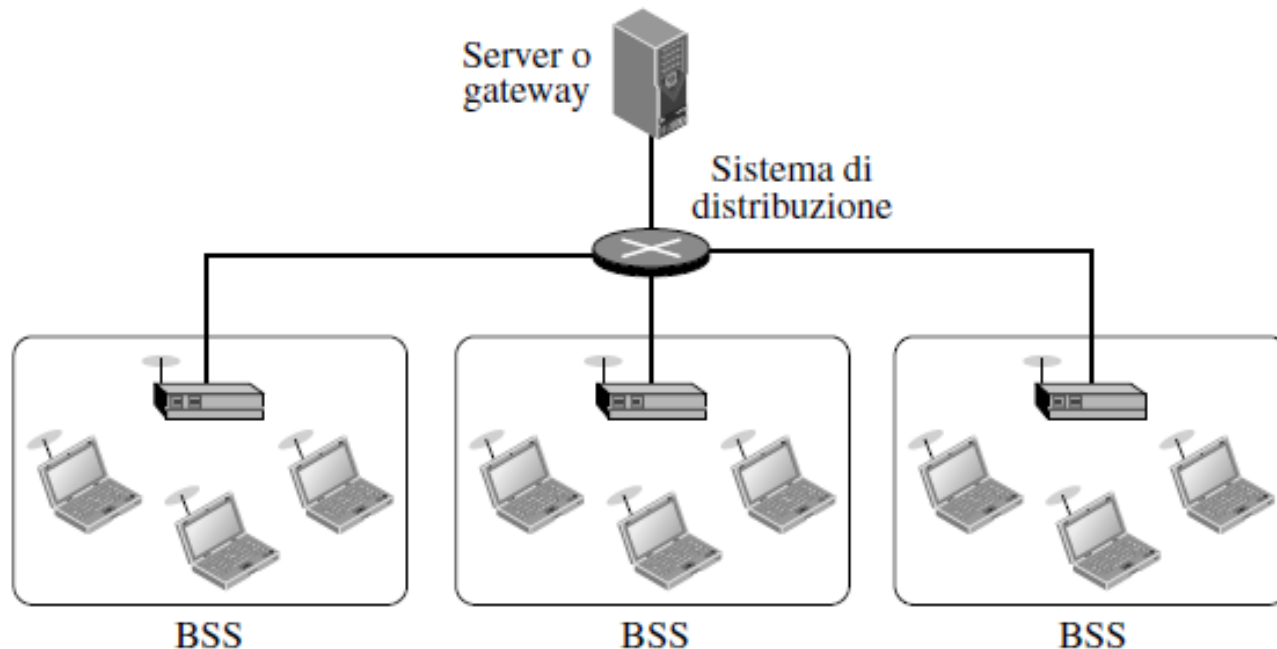 Server o
gateway
Sistema di
distribuzione
BSS
BSS
BSS